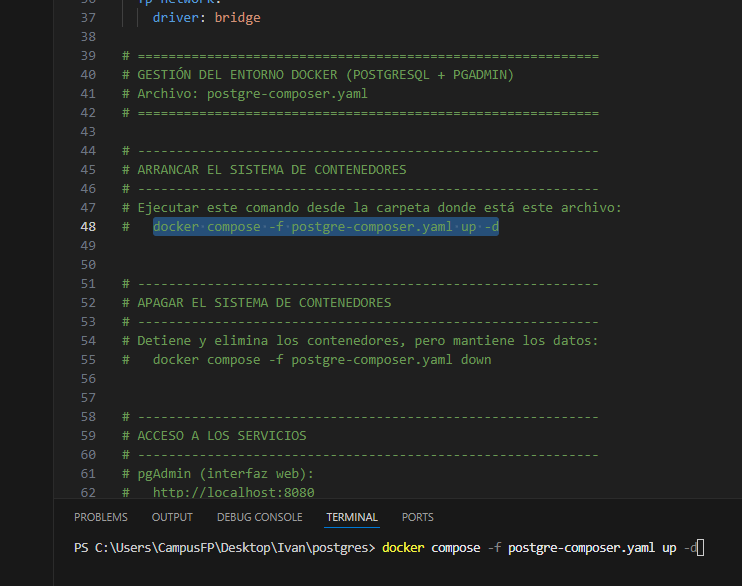 37 driver: bridge
38
39 # ============================================================
40 # GESTIÓN DEL ENTORNO DOCKER (POSTGRESQL + PGADMIN)
41 # Archivo: postgre-composer.yaml
42 # ============================================================
43
44 # ------------------------------------------------------------
45 # ARRANCAR EL SISTEMA DE CONTENEDORES
46 # ------------------------------------------------------------
47 # Ejecutar este comando desde la carpeta donde está este archivo:
48 #   docker compose -f postgre-composer.yaml up -d
49
50
51 # ------------------------------------------------------------
52 # APAGAR EL SISTEMA DE CONTENEDORES
53 # ------------------------------------------------------------
54 # Detiene y elimina los contenedores, pero mantiene los datos:
55 #   docker compose -f postgre-composer.yaml down
56
57
58 # ------------------------------------------------------------
59 # ACCESO A LOS SERVICIOS
60 # ------------------------------------------------------------
61 # pgAdmin (interfaz web):
62 #   http://localhost:8080
PROBLEMS OUTPUT DEBUG CONSOLE TERMINAL PORTS
PS C:\Users\CampusFP\Desktop\Ivan\postgres> docker compose -f postgre-composer.yaml up -d